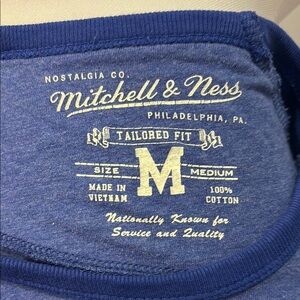 NOSTALGIA CO.
Mitchell & Ness
PHILADELPHIA, PA.
TAILORED FIT
SIZE M MEDIUM
MADE IN VIETNAM
100% COTTON
Nationally Known for
Service and Quality